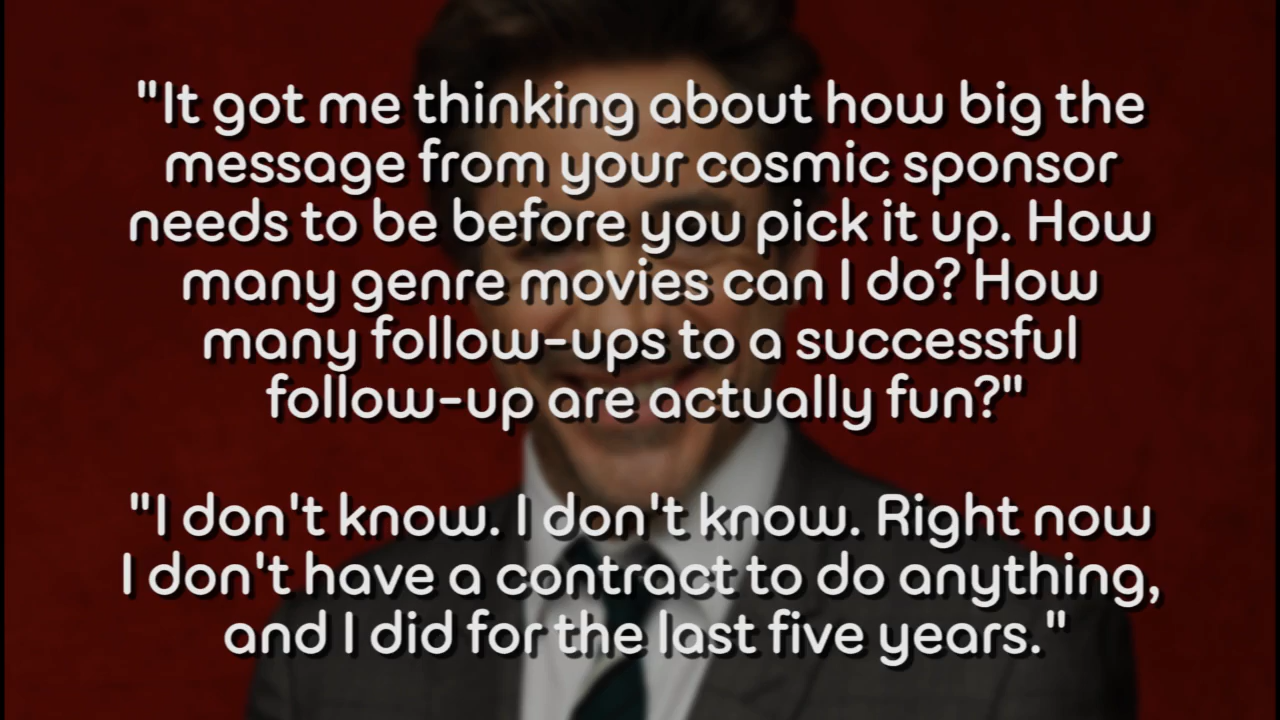 "It got me thinking about how big the
message from your cosmic sponsor
needs to be before you pick it up. How
many genre movies can I do? How
many follow-ups to a successful
follow-up are actually fun?"
"I don't know. I don't know. Right now
I don't have a contract to do anything,
and I did for the last five years."